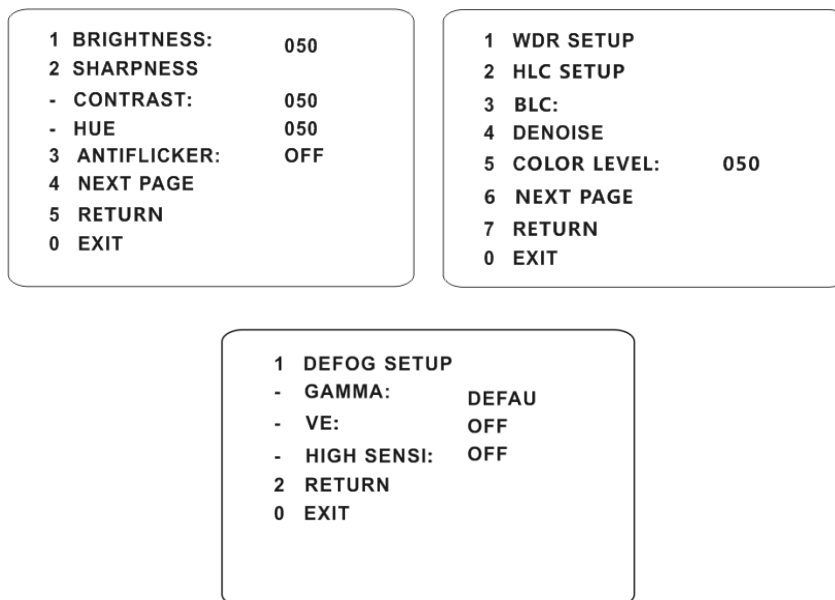 1 BRIGHTNESS: 050
2 SHARPNESS
- CONTRAST: 050
- HUE 050
3 ANTIFLICKER: OFF
4 NEXT PAGE
5 RETURN
0 EXIT
1 WDR SETUP
2 HLC SETUP
3 BLC:
4 DENOISE
5 COLOR LEVEL: 050
6 NEXT PAGE
7 RETURN
0 EXIT
1 DEFOG SETUP
- GAMMA: DEFAU
- VE: OFF
- HIGH SENSI: OFF
2 RETURN
0 EXIT